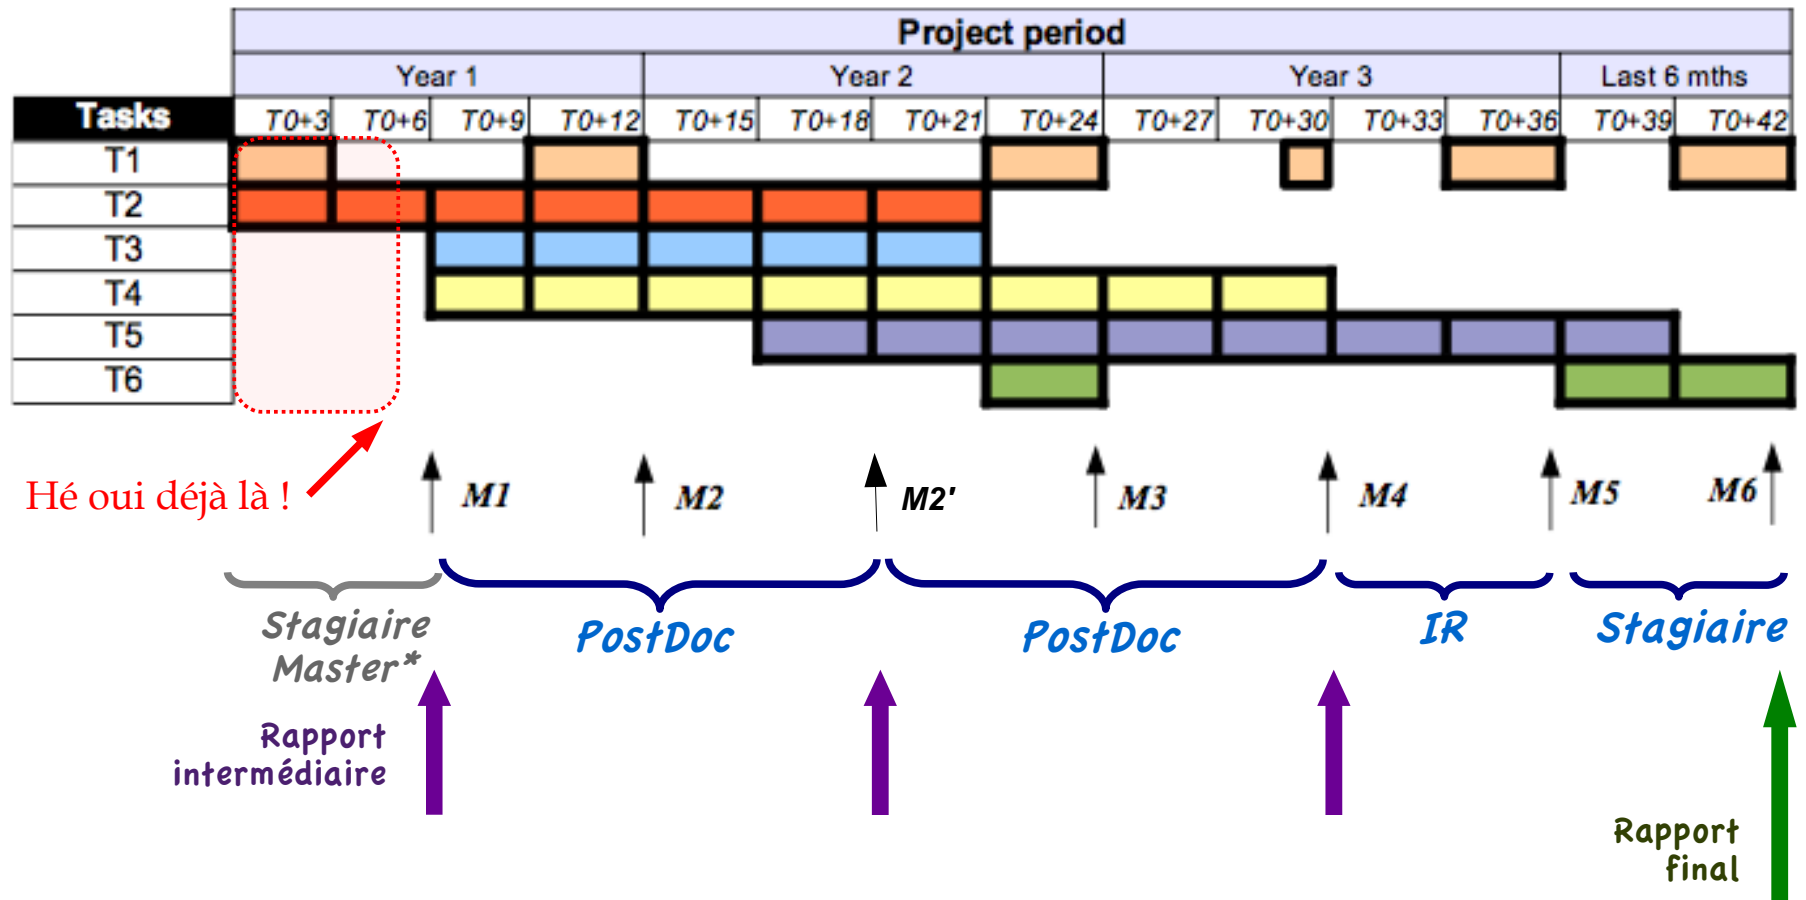 Project period
Year 1 Year 2 Year 3 Last 6 mths
Tasks T0+3 T0+6 T0+9 T0+12 T0+15 T0+18 T0+21 T0+24 T0+27 T0+30 T0+33 T0+36 T0+39 T0+42
T1
T2
T3
T4
T5
T6
Hé oui déjà là !
M1 M2 M2' M3 M4 M5 M6
Stagiaire
Master*
PostDoc PostDoc IR Stagiaire
Rapport
intermédiaire
Rapport
final